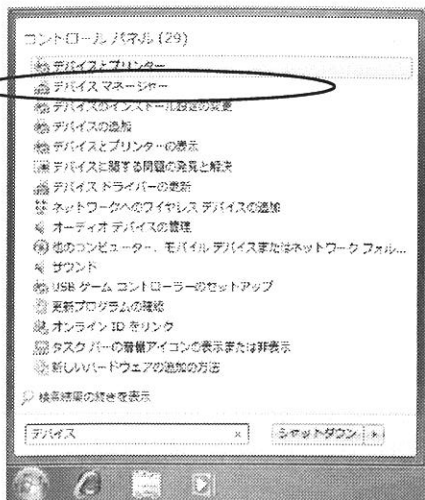 コントロール パネル (29)
デバイスとプリンター
デバイス マネージャー
デバイスのインストール設定の変更
デバイスの追加
デバイスとプリンターの表示
デバイスに関する問題の発見と解決
デバイス ドライバーの更新
ネットワークへのワイヤレス デバイスの追加
オーディオ デバイスの管理
他のコンピューター、モバイル デバイスまたはネットワーク フォル...
サウンド
USB ゲーム コントローラーのセットアップ
更新プログラムの確認
オンライン ID をリンク
タスク バーの電源アイコンの表示または非表示
新しいハードウェアの追加の方法
検索結果の続きを表示
デバイス
シャットダウン